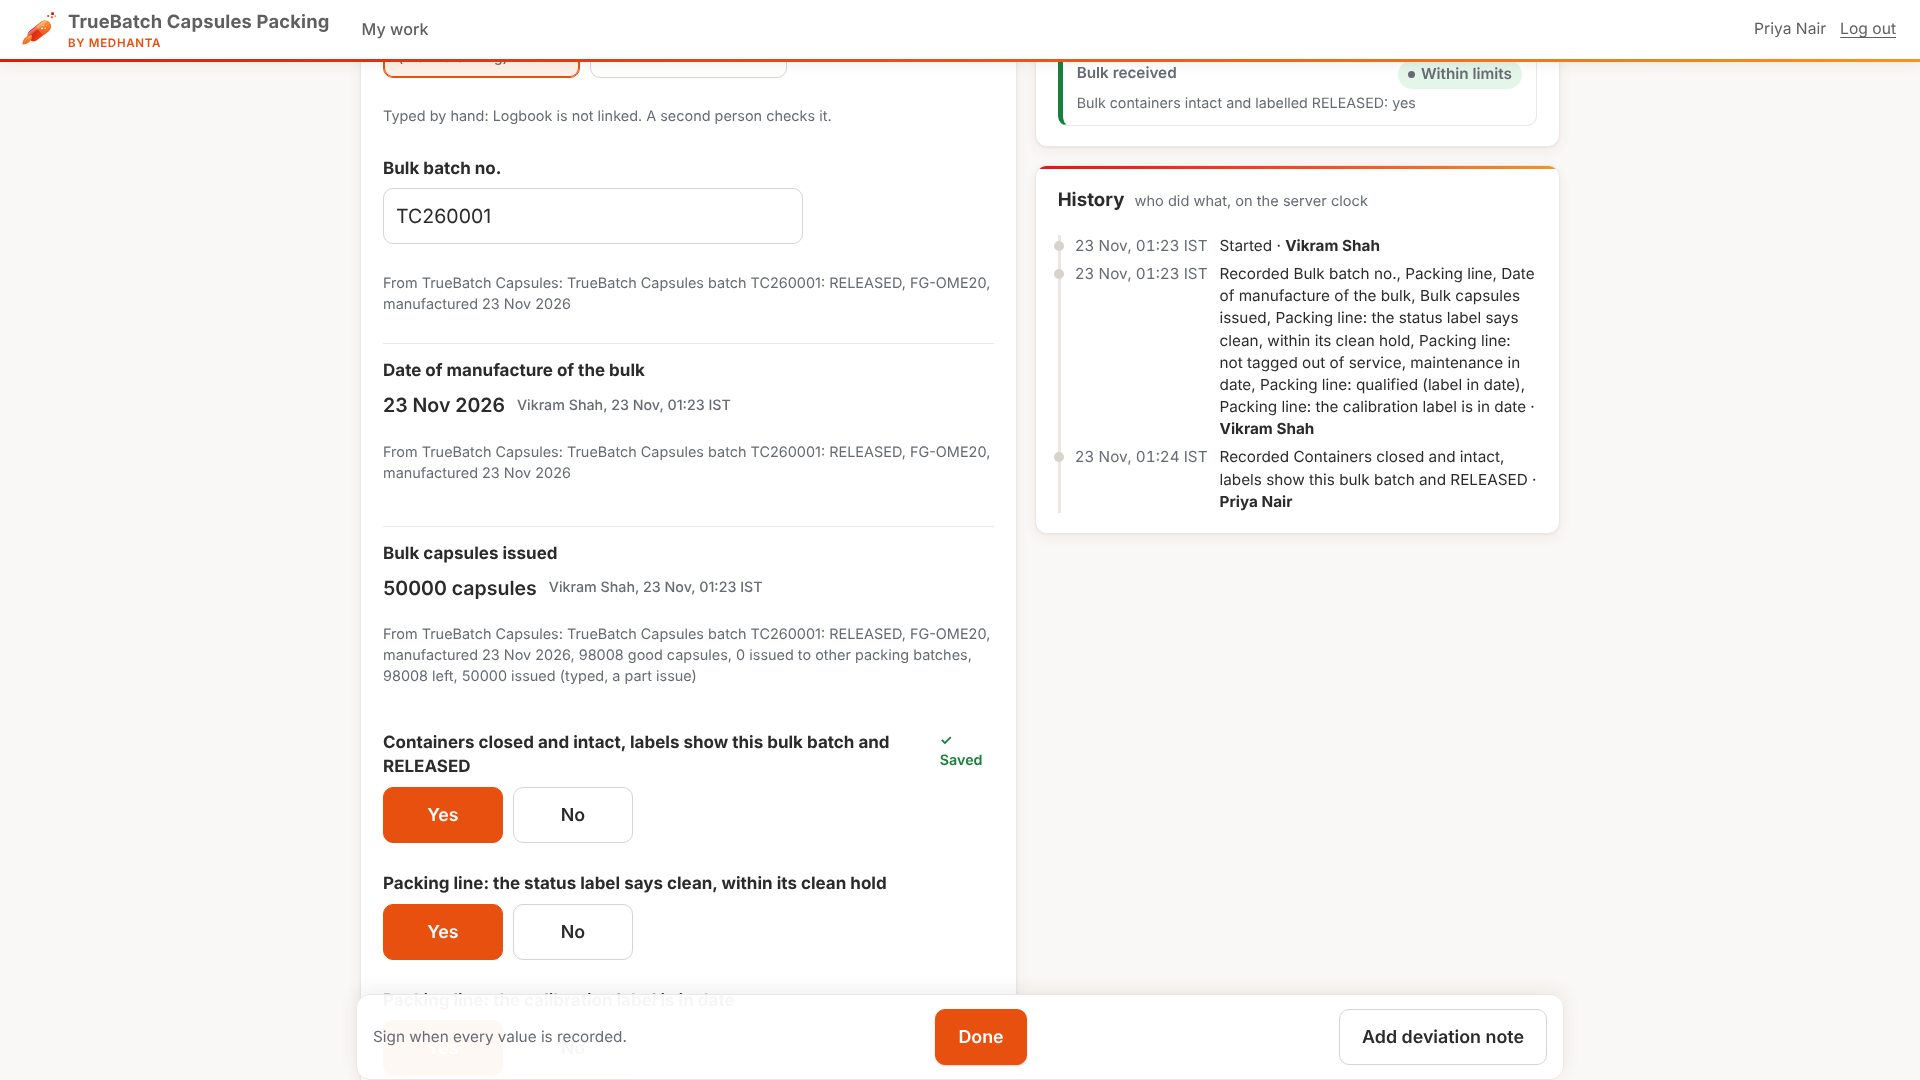 TrueBatch Capsules Packing
BY MEDHANTA
My work
Priya Nair
Log out
Typed by hand: Logbook is not linked. A second person checks it.
Bulk batch no.
TC260001
From TrueBatch Capsules: TrueBatch Capsules batch TC260001: RELEASED, FG-OME20,
manufactured 23 Nov 2026
Date of manufacture of the bulk
23 Nov 2026 Vikram Shah, 23 Nov, 01:23 IST
From TrueBatch Capsules: TrueBatch Capsules batch TC260001: RELEASED, FG-OME20,
manufactured 23 Nov 2026
Bulk capsules issued
50000 capsules Vikram Shah, 23 Nov, 01:23 IST
From TrueBatch Capsules: TrueBatch Capsules batch TC260001: RELEASED, FG-OME20,
manufactured 23 Nov 2026, 98008 good capsules, 0 issued to other packing batches,
98008 left, 50000 issued (typed, a part issue)
Containers closed and intact, labels show this bulk batch and
RELEASED
✓
Saved
Yes No
Packing line: the status label says clean, within its clean hold
Yes No
Packing line: the calibration label is in date
Yes No
Sign when every value is recorded.
Done
Add deviation note
Bulk received
Within limits
Bulk containers intact and labelled RELEASED: yes
History who did what, on the server clock
23 Nov, 01:23 IST Started · Vikram Shah
23 Nov, 01:23 IST Recorded Bulk batch no., Packing line, Date
of manufacture of the bulk, Bulk capsules
issued, Packing line: the status label says
clean, within its clean hold, Packing line:
not tagged out of service, maintenance in
date, Packing line: qualified (label in date),
Packing line: the calibration label is in date ·
Vikram Shah
23 Nov, 01:24 IST Recorded Containers closed and intact,
labels show this bulk batch and RELEASED ·
Priya Nair